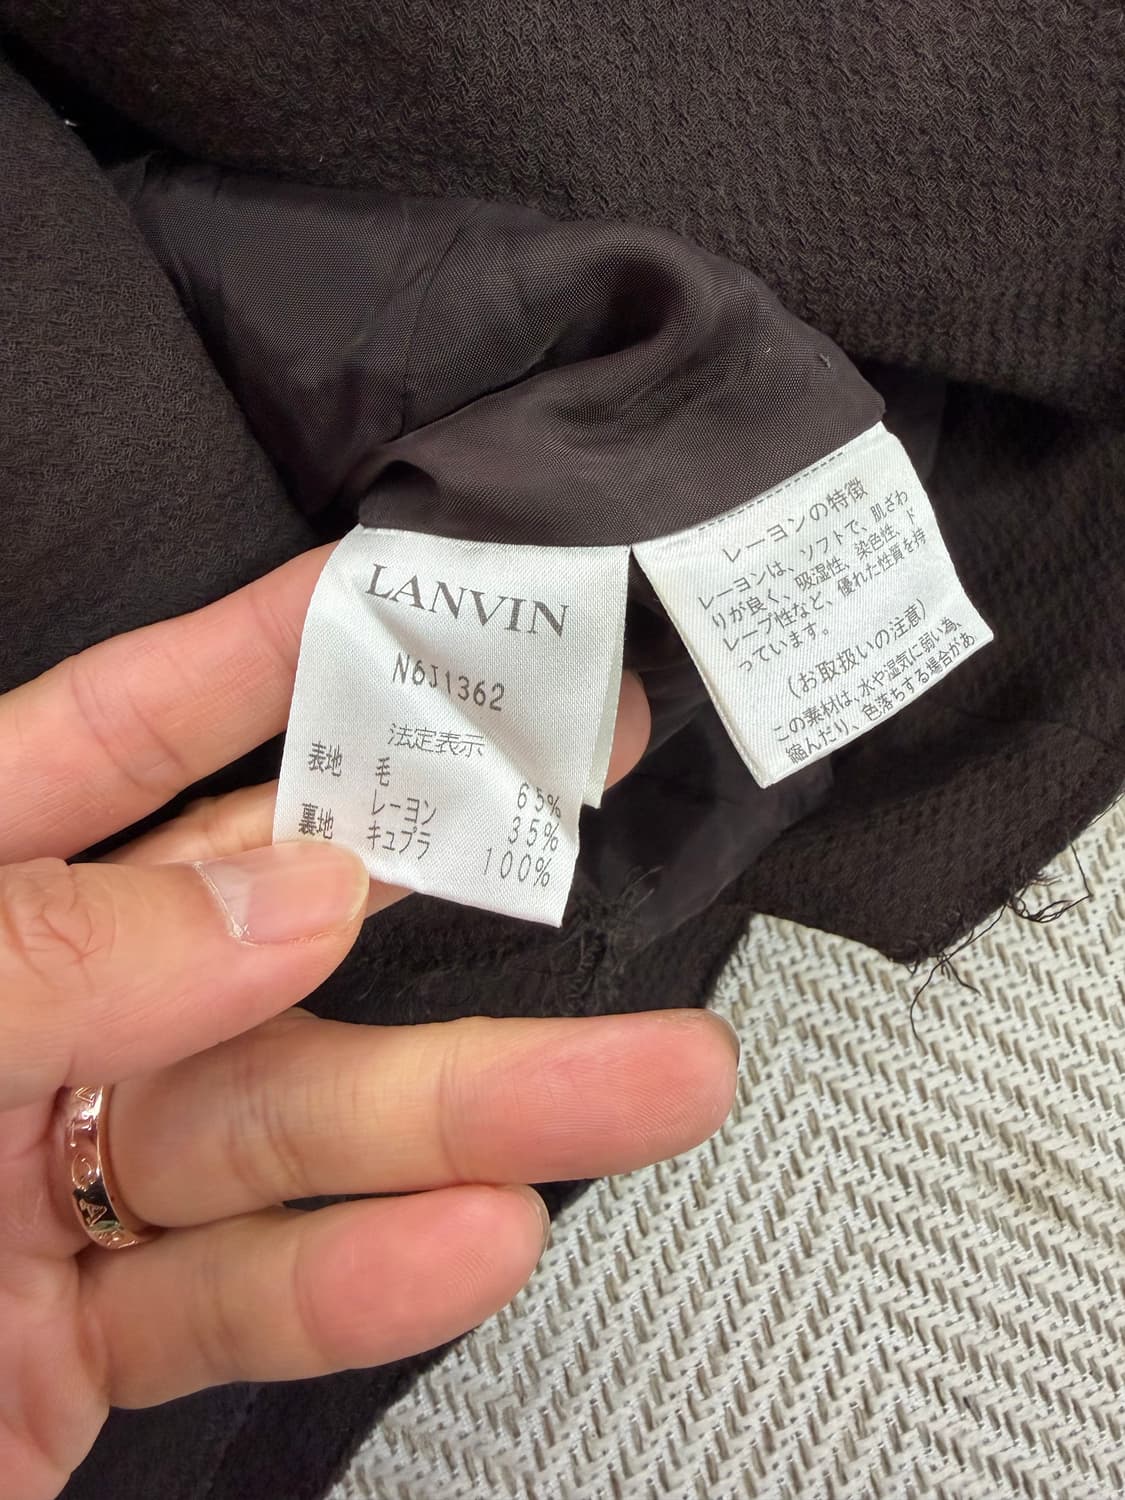 LANVIN
N6J1362
法定表示
表地 毛 65%
レーヨン 35%
裏地 キュプラ 100%
レーヨンの特徴
レーヨンは、ソフトで、肌ざわ
りが良く、吸湿性、染色性、ド
レープ性など、優れた性質を持
っています。
(お取扱いの注意)
この素材は、水や湿気に弱い為、
縮んだり、色落ちする場合があ